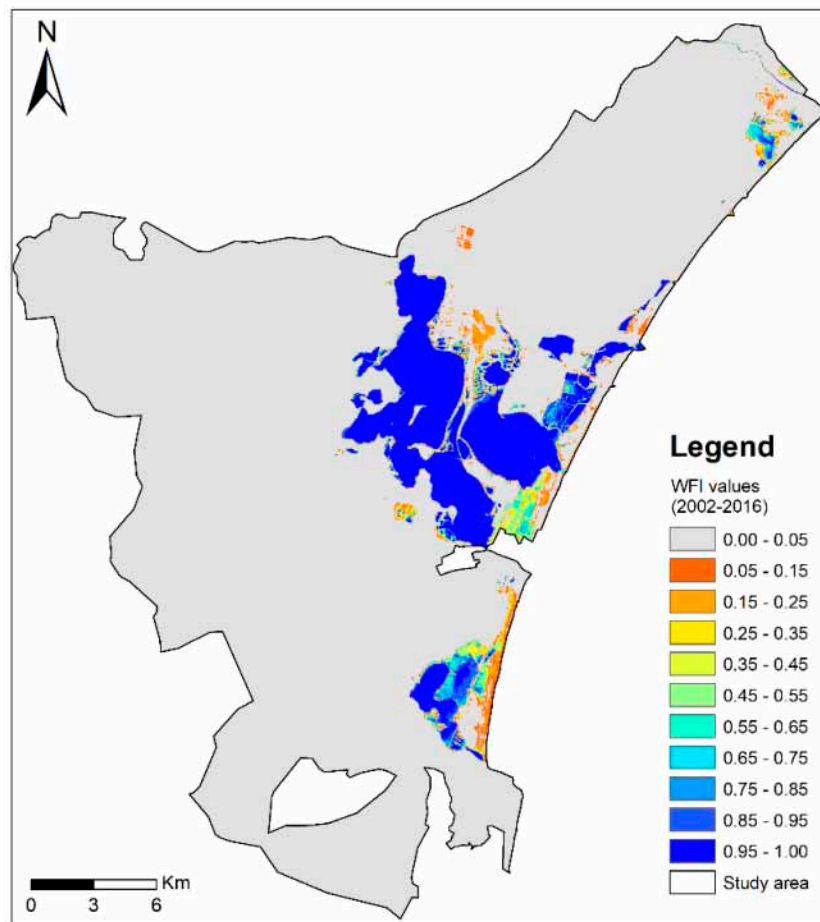 N
Legend
WFI values
(2002-2016)
0.00 - 0.05
0.05 - 0.15
0.15 - 0.25
0.25 - 0.35
0.35 - 0.45
0.45 - 0.55
0.55 - 0.65
0.65 - 0.75
0.75 - 0.85
0.85 - 0.95
0.95 - 1.00
Study area
Km
0 3 6